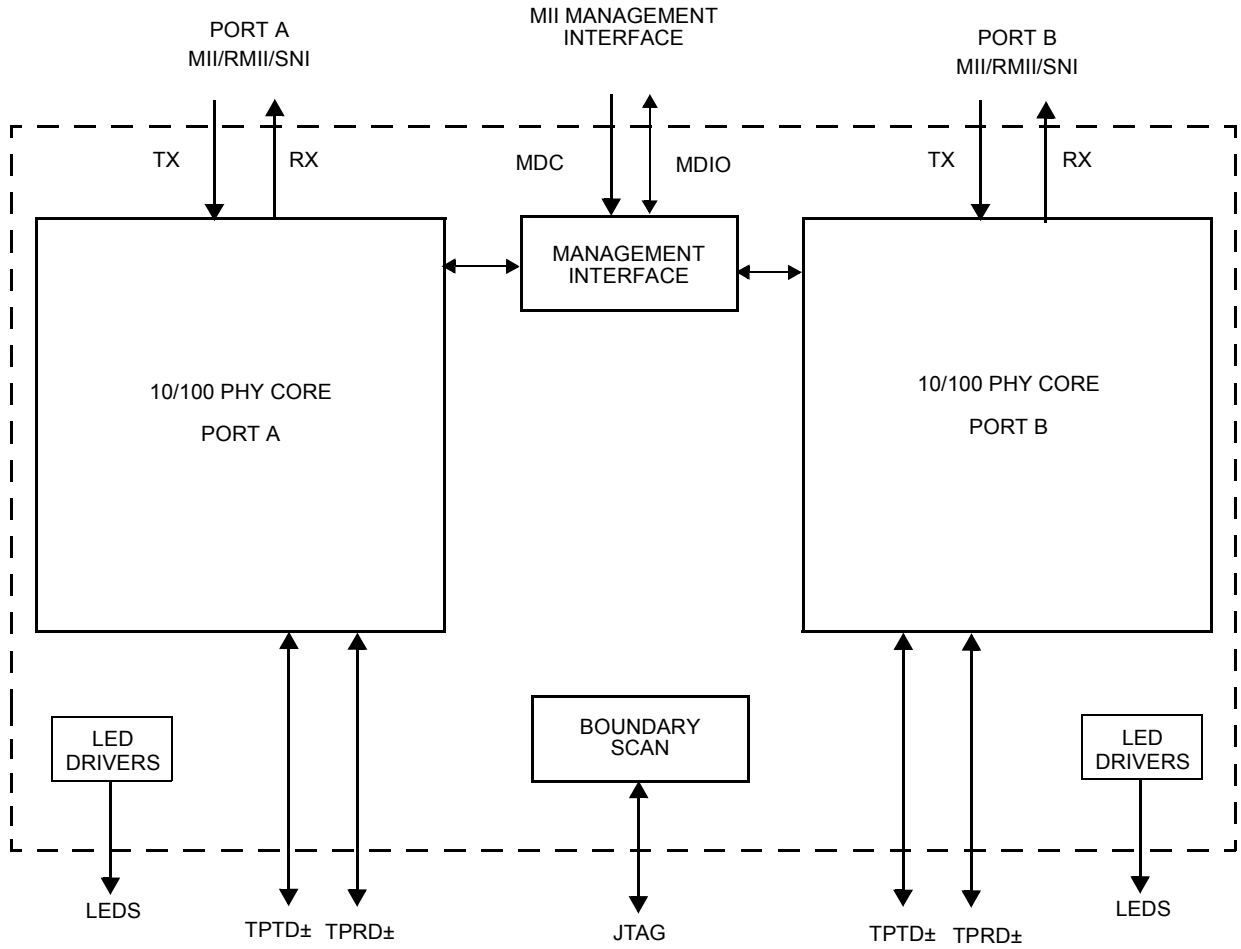 MII MANAGEMENT
INTERFACE
PORT A
MII/RMII/SNI
PORT B
MII/RMII/SNI
TX
RX
MDC
MDIO
TX
RX
MANAGEMENT
INTERFACE
10/100 PHY CORE
PORT A
10/100 PHY CORE
PORT B
LED
DRIVERS
BOUNDARY
SCAN
LED
DRIVERS
LEDS
TPTD±
TPRD±
JTAG
TPTD±
TPRD±
LEDS